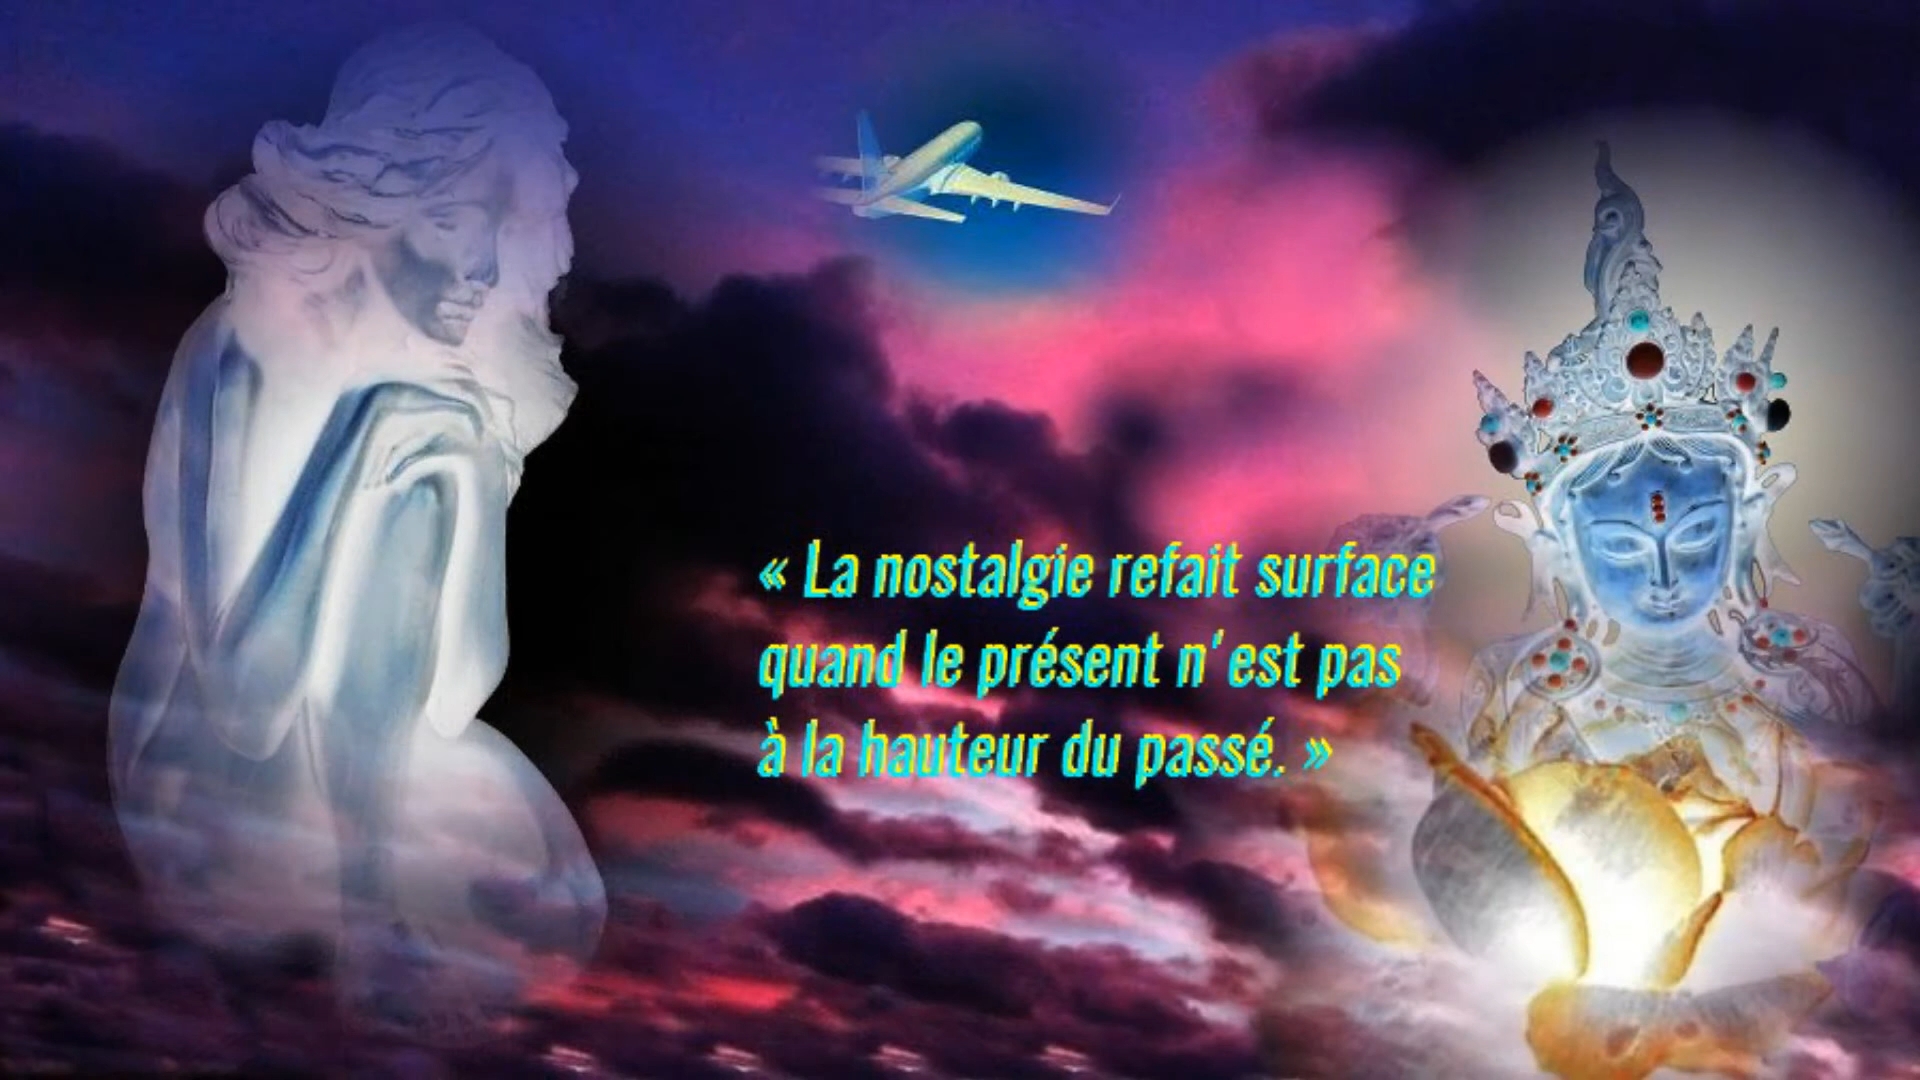 « La nostalgie refait surface
quand le présent n'est pas
à la hauteur du passé. »